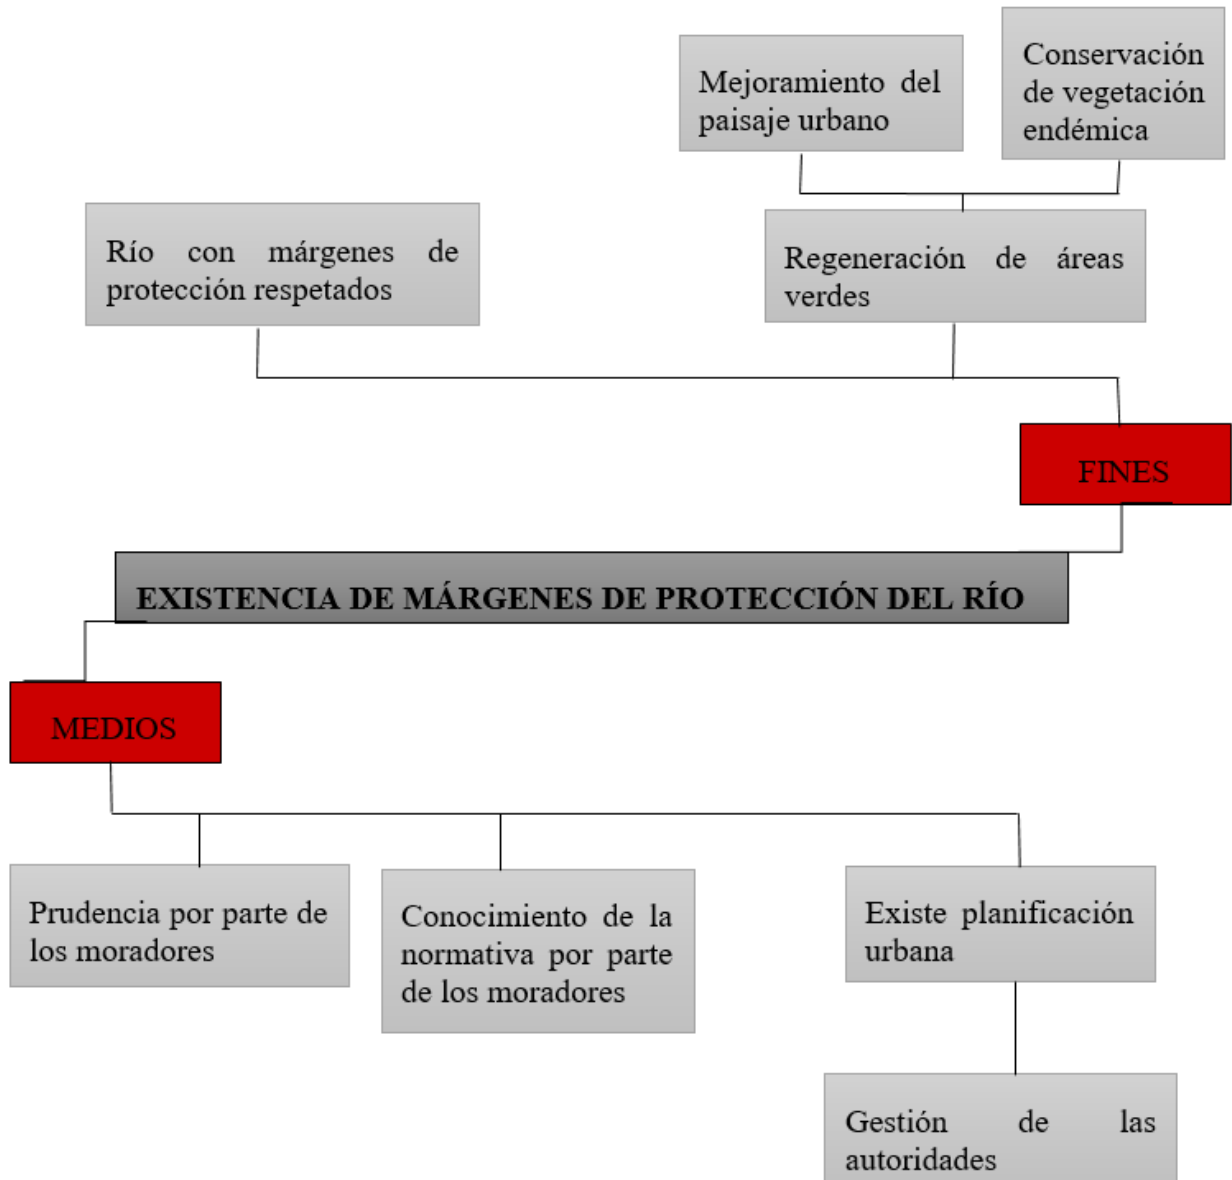 Mejoramiento del
paisaje urbano
Conservación
de vegetación
endémica
Río con márgenes de
protección respetados
Regeneración de áreas
verdes
FINES
EXISTENCIA DE MÁRGENES DE PROTECCIÓN DEL RÍO
MEDIOS
Prudencia por parte de
los moradores
Conocimiento de la
normativa por parte
de los moradores
Existe planificación
urbana
Gestión de las
autoridades